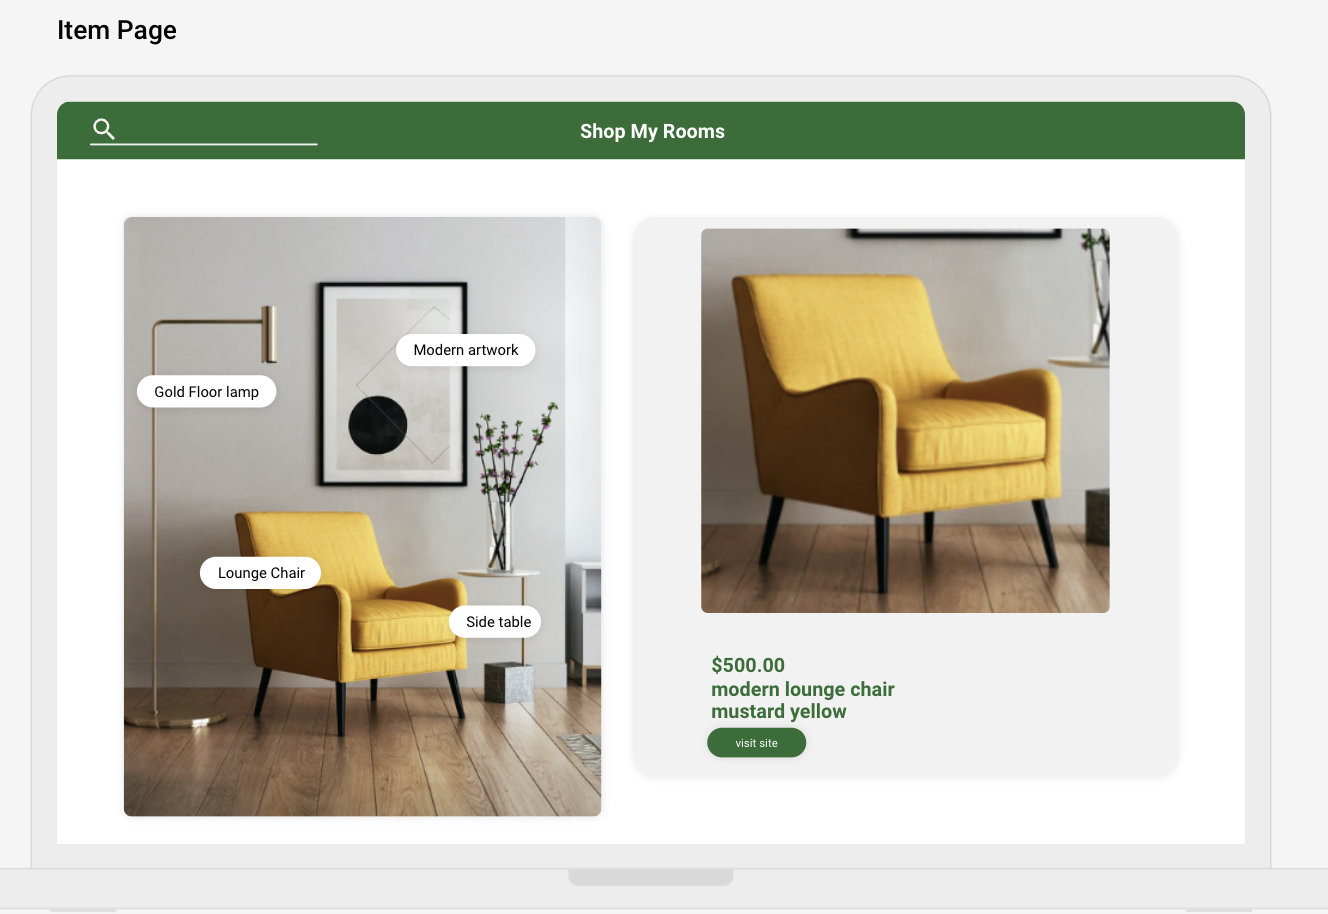 Item Page
Shop My Rooms
Modern artwork
Gold Floor lamp
Lounge Chair
Side table
$500.00
modern lounge chair
mustard yellow
visit site